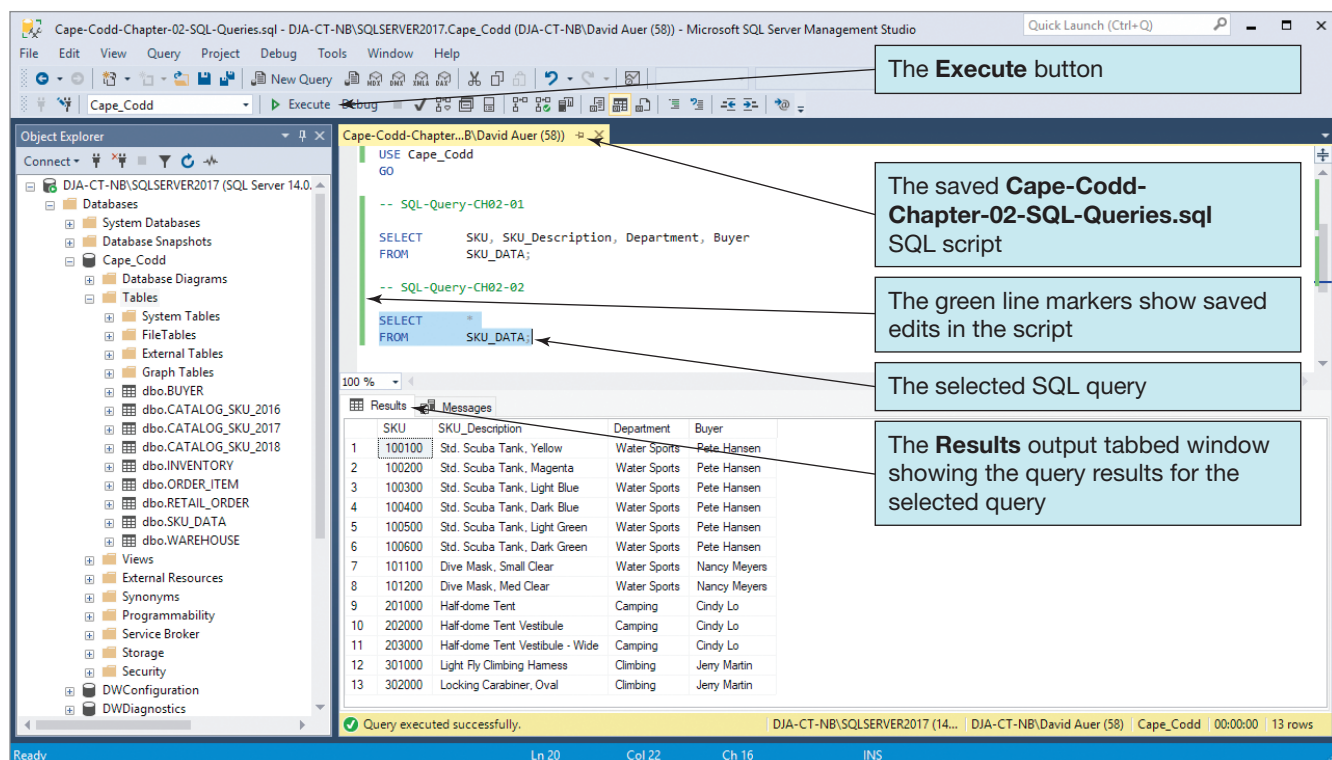 Cape-Codd-Chapter-02-SQL-Queries.sql - DJA-CT-NB\SQLSERVER2017.Cape_Codd (DJA-CT-NB\David Auer (58)) - Microsoft SQL Server Management Studio
Quick Launch (Ctrl+Q)
File Edit View Query Project Debug Tools Window Help
New Query
MDX DMX XMLA DAX
Cape_Codd
Execute
Debug
The Execute button
Object Explorer
Connect
DJA-CT-NB\SQLSERVER2017 (SQL Server 14.0.
Databases
System Databases
Database Snapshots
Cape_Codd
Database Diagrams
Tables
System Tables
FileTables
External Tables
Graph Tables
dbo.BUYER
dbo.CATALOG_SKU_2016
dbo.CATALOG_SKU_2017
dbo.CATALOG_SKU_2018
dbo.INVENTORY
dbo.ORDER_ITEM
dbo.RETAIL_ORDER
dbo.SKU_DATA
dbo.WAREHOUSE
Views
External Resources
Synonyms
Programmability
Service Broker
Storage
Security
DWConfiguration
DWDiagnostics
Cape-Codd-Chapter...B\David Auer (58))
USE Cape_Codd
GO
-- SQL-Query-CH02-01
SELECT SKU, SKU_Description, Department, Buyer
FROM SKU_DATA;
-- SQL-Query-CH02-02
SELECT *
FROM SKU_DATA;
The saved Cape-Codd-
Chapter-02-SQL-Queries.sql
SQL script
The green line markers show saved
edits in the script
The selected SQL query
The Results output tabbed window
showing the query results for the
selected query
100 %
Results Messages
SKU SKU_Description Department Buyer
1 100100 Std. Scuba Tank, Yellow Water Sports Pete Hansen
2 100200 Std. Scuba Tank, Magenta Water Sports Pete Hansen
3 100300 Std. Scuba Tank, Light Blue Water Sports Pete Hansen
4 100400 Std. Scuba Tank, Dark Blue Water Sports Pete Hansen
5 100500 Std. Scuba Tank, Light Green Water Sports Pete Hansen
6 100600 Std. Scuba Tank, Dark Green Water Sports Pete Hansen
7 101100 Dive Mask, Small Clear Water Sports Nancy Meyers
8 101200 Dive Mask, Med Clear Water Sports Nancy Meyers
9 201000 Half-dome Tent Camping Cindy Lo
10 202000 Half-dome Tent Vestibule Camping Cindy Lo
11 203000 Half-dome Tent Vestibule - Wide Camping Cindy Lo
12 301000 Light Fly Climbing Harness Climbing Jerry Martin
13 302000 Locking Carabiner, Oval Climbing Jerry Martin
Query executed successfully.
DJA-CT-NB\SQLSERVER2017 (14... DJA-CT-NB\David Auer (58) Cape_Codd 00:00:00 13 rows
Ready Ln 20 Col 22 Ch 16 INS